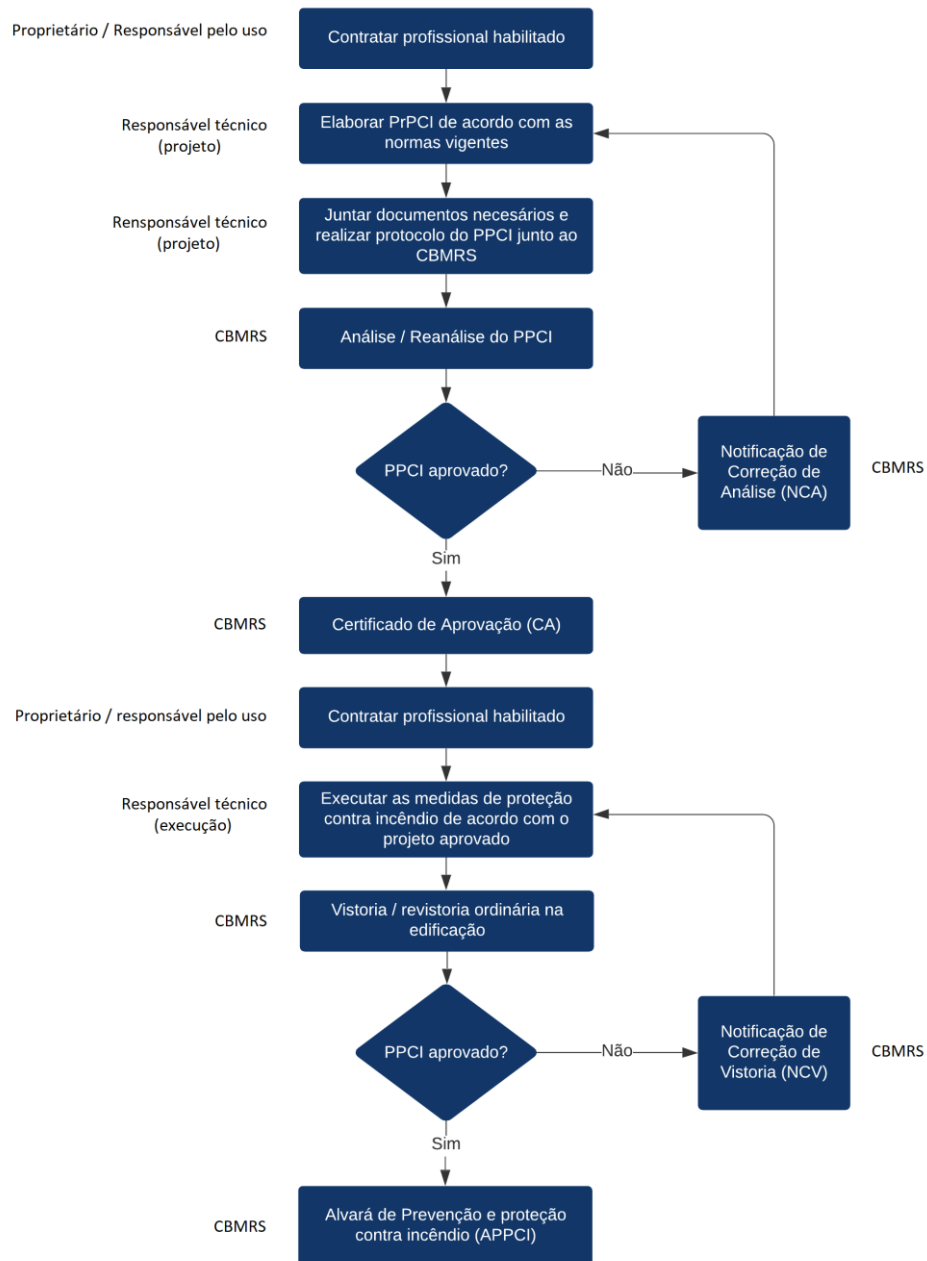 Proprietário / Responsável pelo uso
Contratar profissional habilitado
Responsável técnico
(projeto)
Elaborar PrPCI de acordo com as
normas vigentes
Rensponsável técnico
(projeto)
Juntar documentos necesários e
realizar protocolo do PPCI junto ao
CBMRS
CBMRS
Análise / Reanálise do PPCI
PPCI aprovado?
Não
Notificação de
Correção de
Análise (NCA)
CBMRS
Sim
CBMRS
Certificado de Aprovação (CA)
Proprietário / responsável pelo uso
Contratar profissional habilitado
Responsável técnico
(execução)
Executar as medidas de proteção
contra incêndio de acordo com o
projeto aprovado
CBMRS
Vistoria / revistoria ordinária na
edificação
PPCI aprovado?
Não
Notificação de
Correção de
Vistoria (NCV)
CBMRS
Sim
CBMRS
Alvará de Prevenção e proteção
contra incêndio (APPCI)